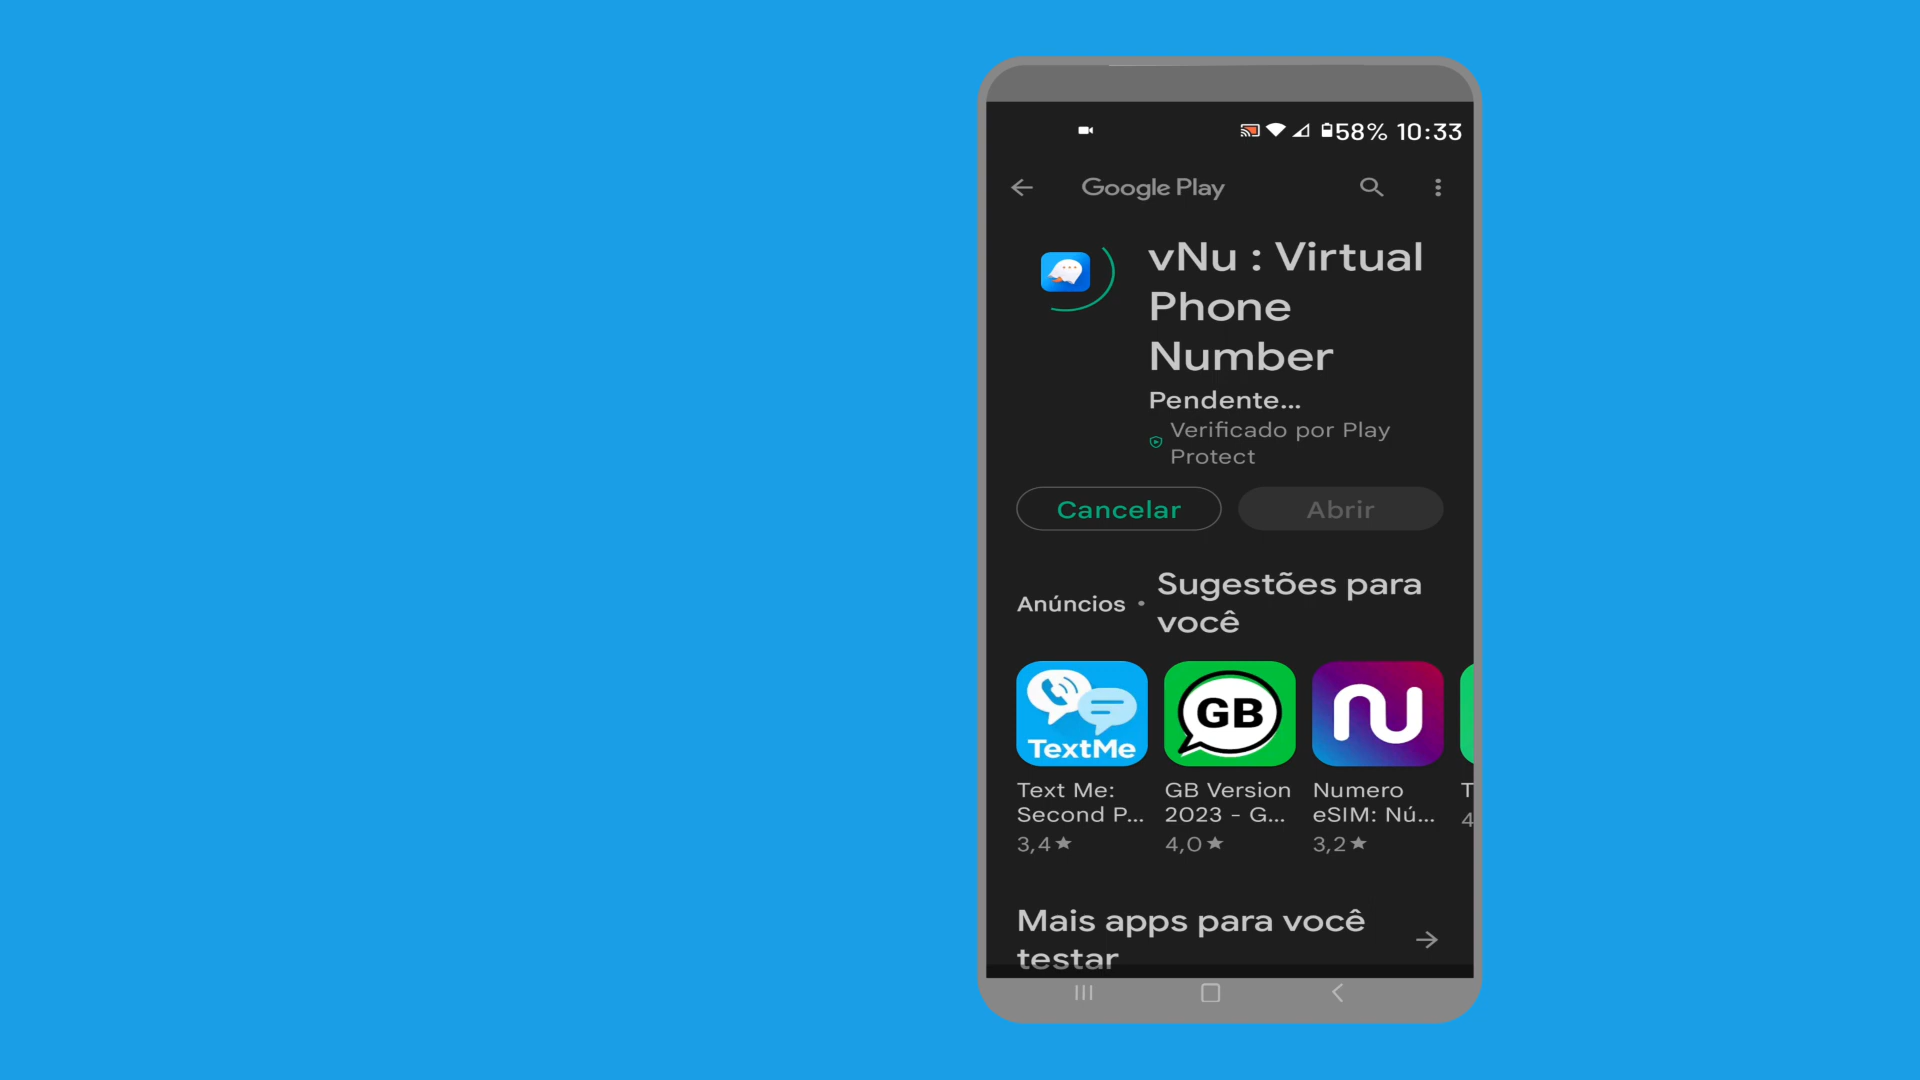 58% 10:33
Google Play
vNu : Virtual
Phone
Number
Pendente...
Verificado por Play
Protect
Cancelar
Abrir
Anúncios • Sugestões para
você
TextMe
GB
Text Me:
Second P...
3,4★
GB Version
2023 - G...
4,0★
Numero
eSIM: Nú...
3,2★
T
4
Mais apps para você
testar